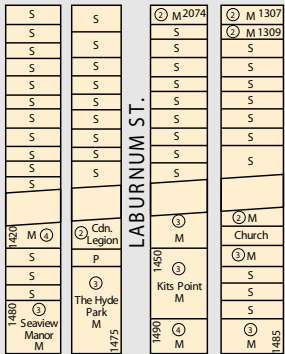 S
S
S
S
S
S
S
S
S
S
S
1420 M ④
S
S
S
1480 ③
Seaview
Manor
M
S
S
S
S
S
S
S
S
S
② Cdn.
Legion
P
③
The Hyde
Park
M
1475
LABURNUM ST.
② M 2074
S
S
S
S
S
S
S
S
S
③
M
1450
③
Kits Point
M
1490 ④
M
② M 1307
② M 1309
S
S
S
S
S
S
S
② M
Church
③ M
S
S
S
③
M
1485